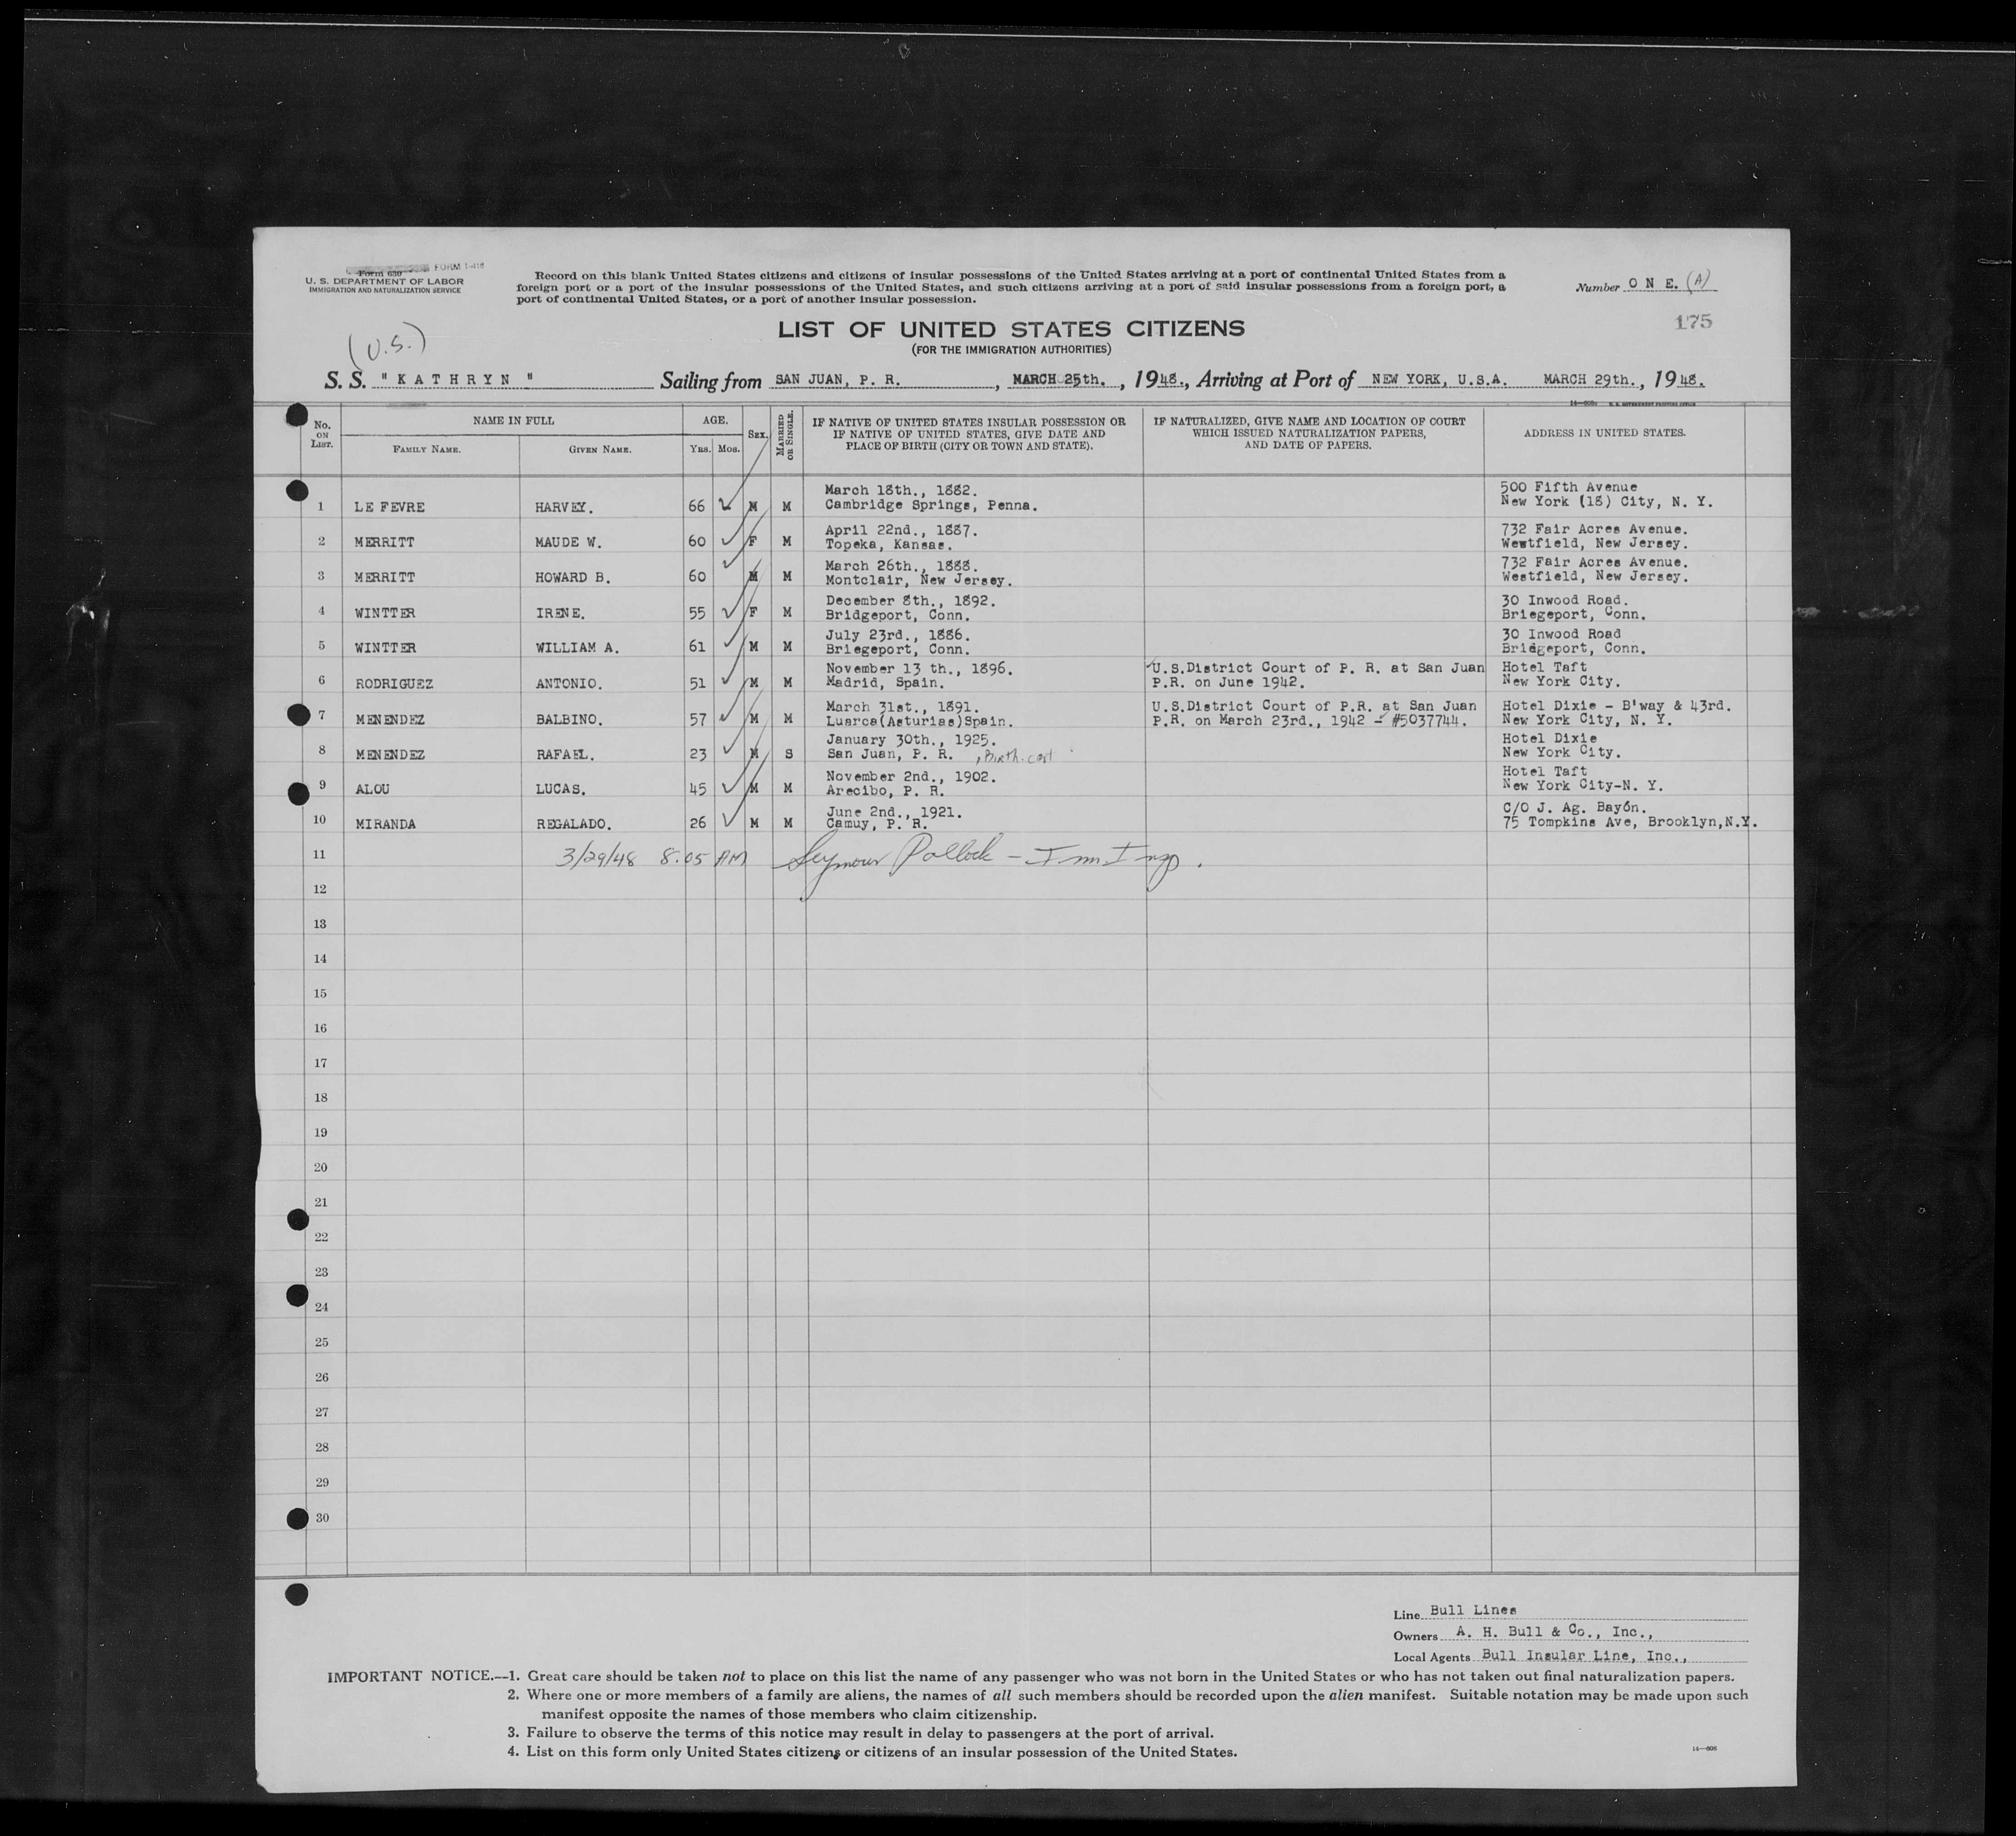 Form 630 FORM I-418
U. S. DEPARTMENT OF LABOR
IMMIGRATION AND NATURALIZATION SERVICE
Record on this blank United States citizens and citizens of insular possessions of the United States arriving at a port of continental United States from a
foreign port or a port of the insular possessions of the United States, and such citizens arriving at a port of said insular possessions from a foreign port, a
port of continental United States, or a port of another insular possession.
Number O N E. (A)
175
LIST OF UNITED STATES CITIZENS
(FOR THE IMMIGRATION AUTHORITIES)
(U.S.)
S. S. "KATHRYN" Sailing from SAN JUAN, P. R., MARCH 25th., 1948., Arriving at Port of NEW YORK, U.S.A. MARCH 29th., 1948.
No. ON LIST. NAME IN FULL FAMILY NAME. GIVEN NAME. AGE. YRS. MOS. SEX. MARRIED OR SINGLE. IF NATIVE OF UNITED STATES INSULAR POSSESSION OR IF NATIVE OF UNITED STATES, GIVE DATE AND PLACE OF BIRTH (CITY OR TOWN AND STATE). IF NATURALIZED, GIVE NAME AND LOCATION OF COURT WHICH ISSUED NATURALIZATION PAPERS, AND DATE OF PAPERS. ADDRESS IN UNITED STATES.
March 18th., 1882. 500 Fifth Avenue
1 LE FEVRE HARVEY. 66 M M Cambridge Springs, Penna. New York (18) City, N. Y.
April 22nd., 1887. 732 Fair Acres Avenue.
2 MERRITT MAUDE W. 60 F M Topeka, Kansas. Westfield, New Jersey.
March 26th., 1888. 732 Fair Acres Avenue.
3 MERRITT HOWARD B. 60 M M Montclair, New Jersey. Westfield, New Jersey.
December 8th., 1892. 30 Inwood Road.
4 WINTTER IRENE. 55 F M Bridgeport, Conn. Briegeport, Conn.
July 23rd., 1886. 30 Inwood Road
5 WINTTER WILLIAM A. 61 M M Briegeport, Conn. Bridgeport, Conn.
November 13 th., 1896. U.S.District Court of P. R. at San Juan Hotel Taft
6 RODRIGUEZ ANTONIO. 51 M M Madrid, Spain. P.R. on June 1942. New York City.
March 31st., 1891. U.S.District Court of P.R. at San Juan Hotel Dixie - B'way & 43rd.
7 MENENDEZ BALBINO. 57 M M Luarca(Asturias)Spain. P.R. on March 23rd., 1942 - #5037744. New York City, N. Y.
January 30th., 1925. Hotel Dixie
8 MENENDEZ RAFAEL. 23 M S San Juan, P. R. , Birth. cert New York City.
November 2nd., 1902. Hotel Taft
9 ALOU LUCAS. 45 M M Arecibo, P. R. New York City-N. Y.
June 2nd., 1921. C/O J. Ag. Bayón.
10 MIRANDA REGALADO. 26 M M Camuy, P. R. 75 Tompkins Ave, Brooklyn,N.Y.
11 3/29/48 8.05 AM Seymour Pollock - Imm Insp.
12
13
14
15
16
17
18
19
20
21
22
23
24
25
26
27
28
29
30
Line Bull Lines
Owners A. H. Bull & Co., Inc.,
Local Agents Bull Insular Line, Inc.,
IMPORTANT NOTICE.—1. Great care should be taken not to place on this list the name of any passenger who was not born in the United States or who has not taken out final naturalization papers.
2. Where one or more members of a family are aliens, the names of all such members should be recorded upon the alien manifest. Suitable notation may be made upon such
manifest opposite the names of those members who claim citizenship.
3. Failure to observe the terms of this notice may result in delay to passengers at the port of arrival.
4. List on this form only United States citizens or citizens of an insular possession of the United States.
14—608